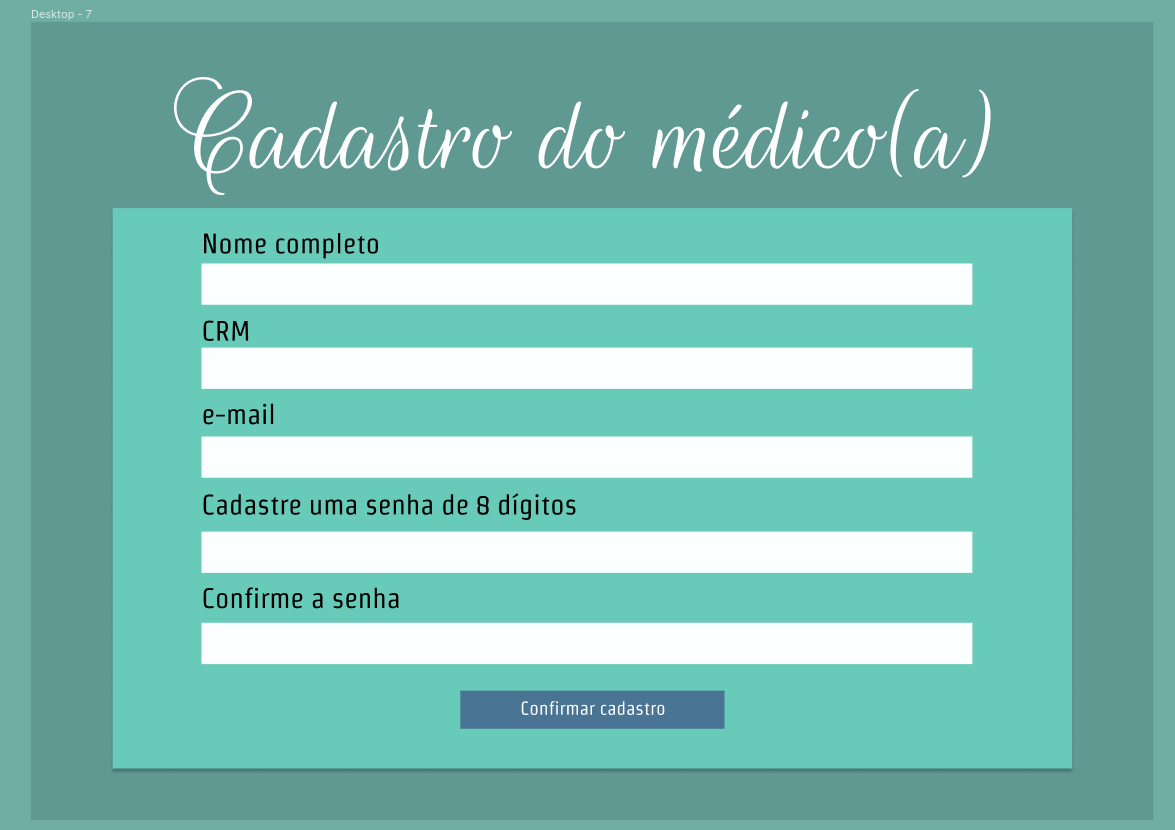 Desktop - 7
Cadastro do médico(a)
Nome completo
CRM
e-mail
Cadastre uma senha de 8 dígitos
Confirme a senha
Confirmar cadastro